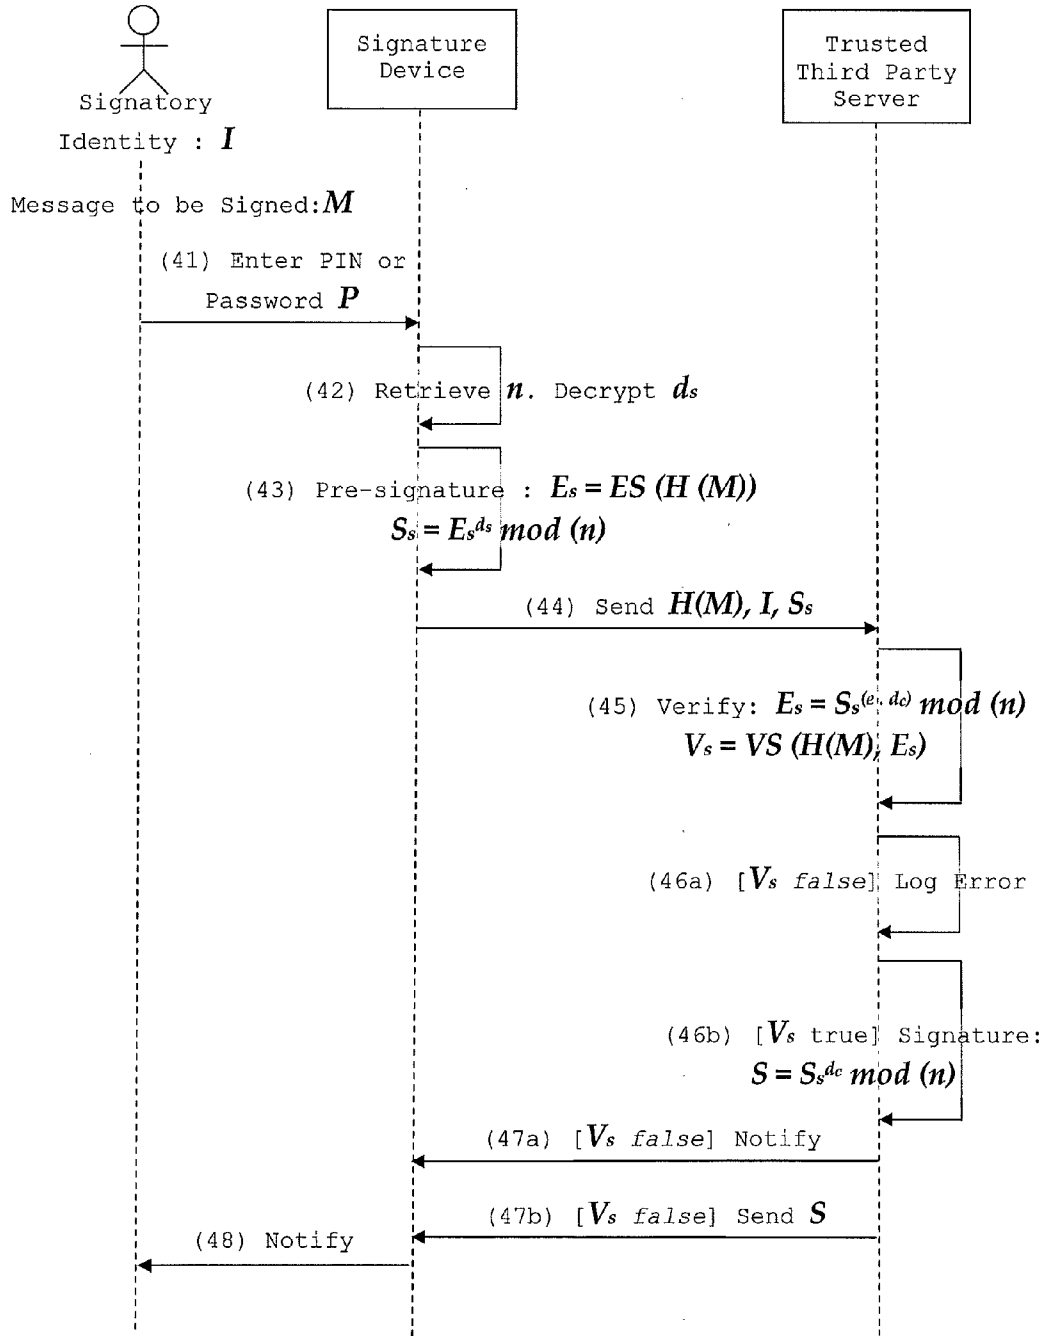 Signatory
Identity : I
Signature
Device
Trusted
Third Party
Server
Message to be Signed:M
(41) Enter PIN or
Password P
(42) Retrieve n. Decrypt ds
(43) Pre-signature : Es = ES (H (M))
Ss = Es^ds mod (n)
(44) Send H(M), I, Ss
(45) Verify: Es = Ss^(e . dc) mod (n)
Vs = VS (H(M), Es)
(46a) [Vs false] Log Error
(46b) [Vs true] Signature:
S = Ss^dc mod (n)
(47a) [Vs false] Notify
(47b) [Vs false] Send S
(48) Notify